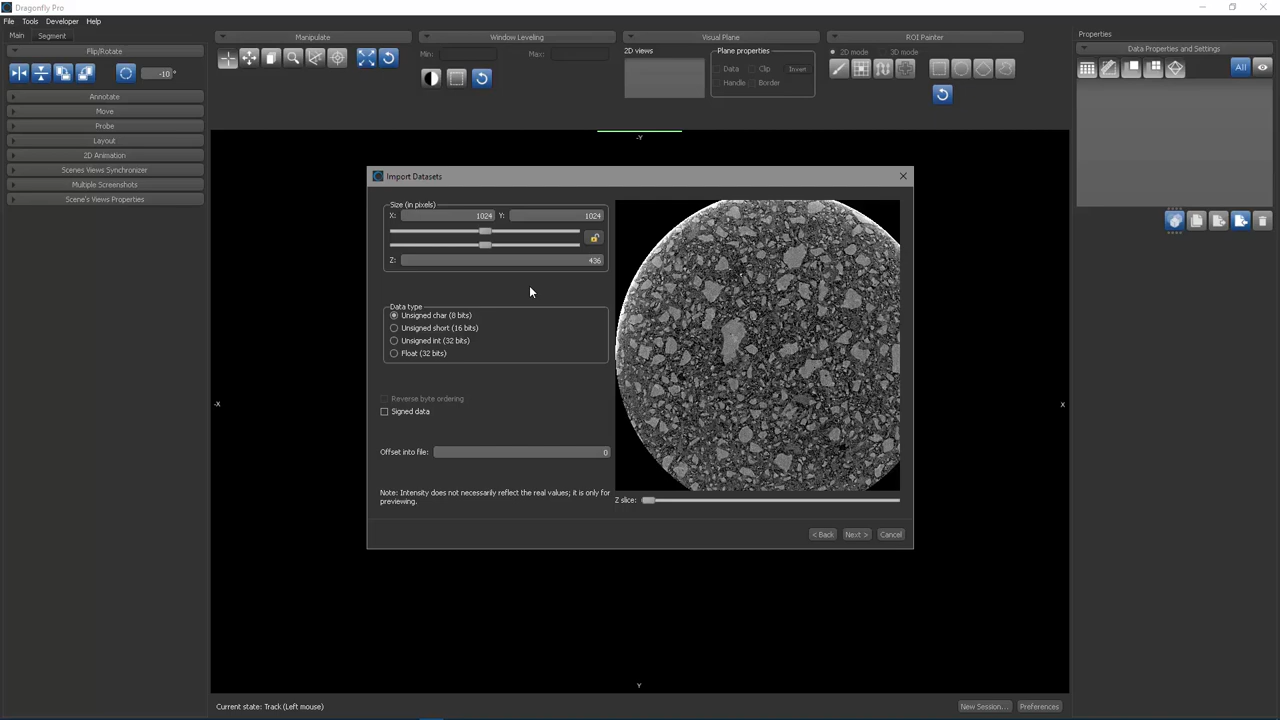 Dragonfly Pro
File Tools Developer Help
Main Segment
Flip/Rotate
-10 °
Annotate
Move
Probe
Layout
2D Animation
Scenes Views Synchronizer
Multiple Screenshots
Scene's Views Properties
Manipulate
Window Leveling
Min: Max:
Visual Plane
2D views
Plane properties
Data Clip Insert
Handle Border
ROI Painter
2D mode 3D mode
Properties
Data Properties and Settings
All
-Y
-X
X
Y
Import Datasets
Size (in pixels)
X: 1024 Y: 1024
Z: 436
Data type
Unsigned char (8 bits)
Unsigned short (16 bits)
Unsigned int (32 bits)
Float (32 bits)
Reverse byte ordering
Signed data
Offset into file: 0
Note: Intensity does not necessarily reflect the real values; it is only for
previewing.
Z slice:
< Back Next > Cancel
Current state: Track (Left mouse)
New Session... Preferences